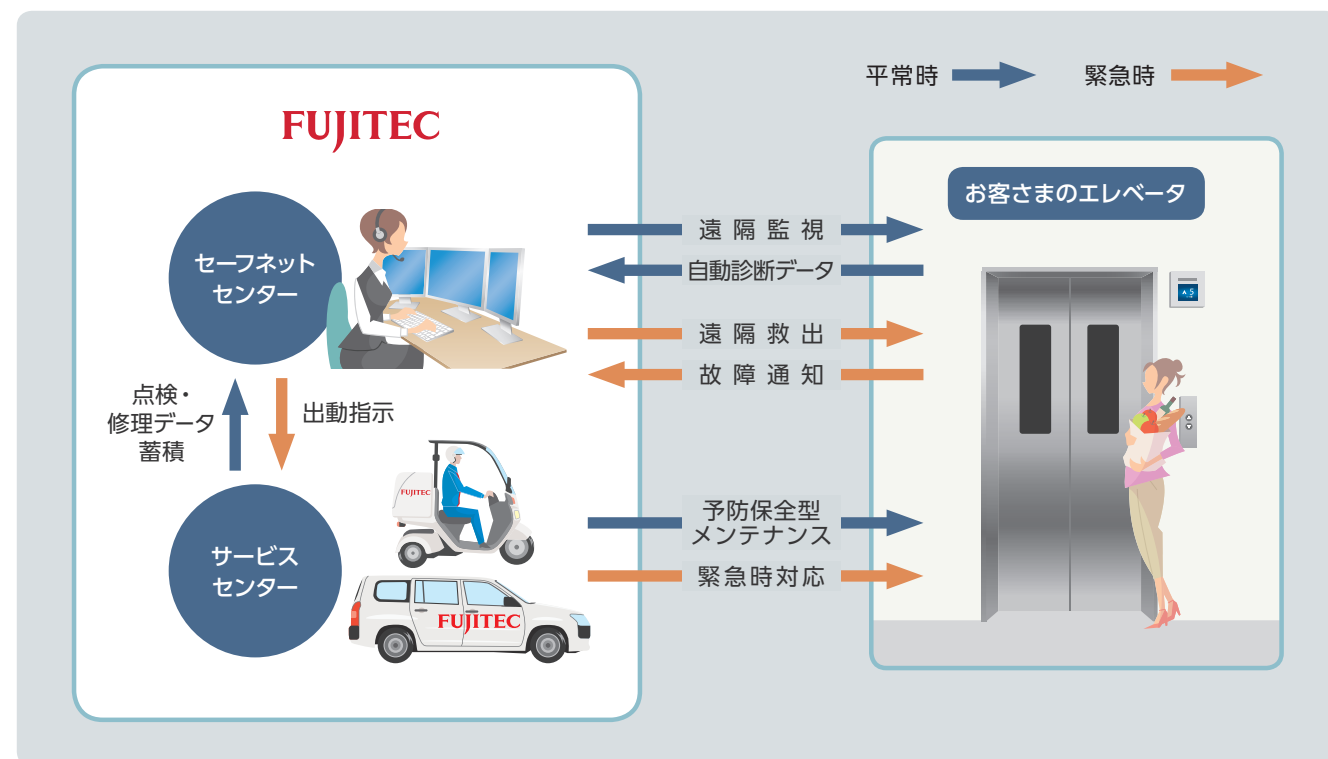 平常時
緊急時
FUJITEC
お客さまのエレベータ
セーフネット
センター
遠隔監視
自動診断データ
遠隔救出
故障通知
点検・
修理データ
蓄積
出動指示
FUJITEC
サービス
センター
FUJITEC
予防保全型
メンテナンス
緊急時対応
5